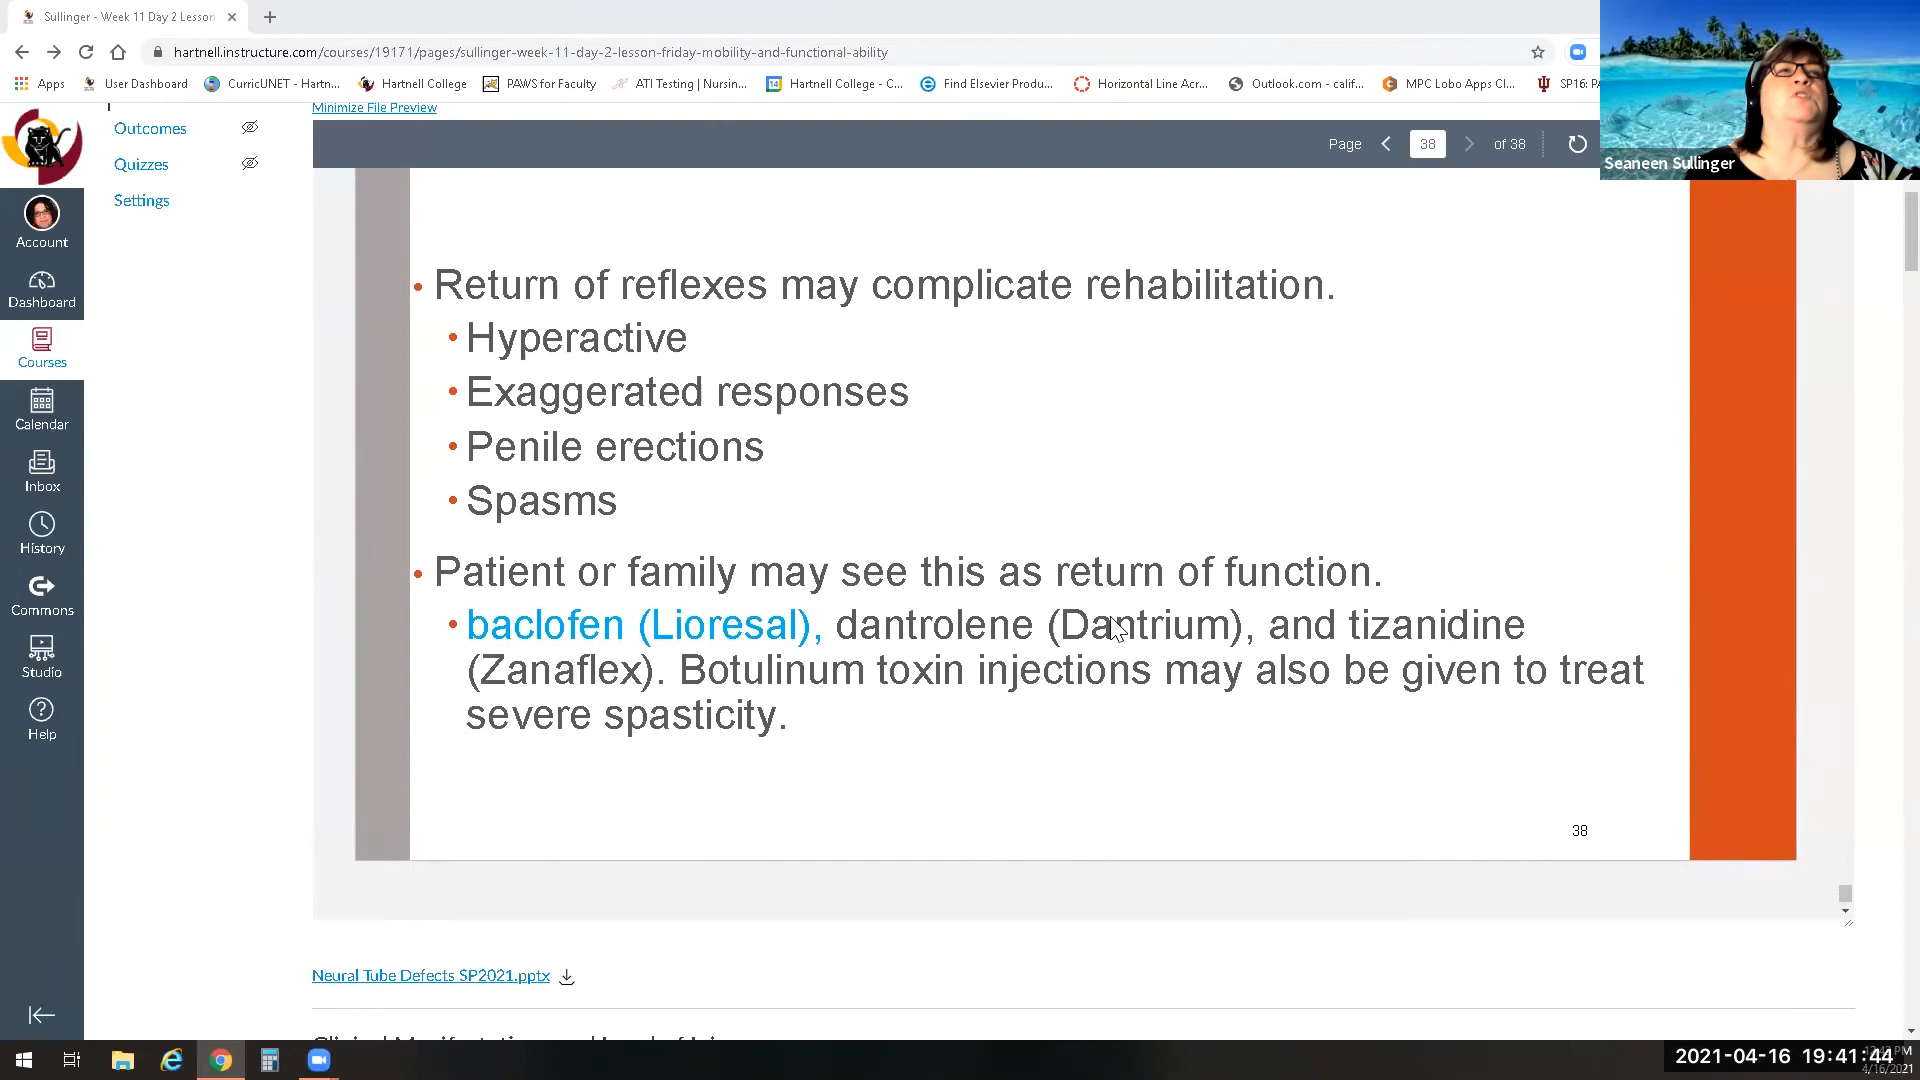 Sullinger - Week 11 Day 2 Lesson
hartnell.instructure.com/courses/19171/pages/sullinger-week-11-day-2-lesson-friday-mobility-and-functional-ability
Apps
User Dashboard
CurricUNET - Hartn...
Hartnell College
PAWS for Faculty
ATI Testing | Nursin...
Hartnell College - C...
Find Elsevier Produ...
Horizontal Line Acr...
Outlook.com - calif...
MPC Lobo Apps Cl...
Seaneen Sullinger
Minimize File Preview
Outcomes
Quizzes
Settings
Page 38 of 38
Account
Dashboard
Courses
Calendar
Inbox
History
Commons
Studio
Help
• Return of reflexes may complicate rehabilitation.
• Hyperactive
• Exaggerated responses
• Penile erections
• Spasms
• Patient or family may see this as return of function.
• baclofen (Lioresal), dantrolene (Dantrium), and tizanidine
(Zanaflex). Botulinum toxin injections may also be given to treat
severe spasticity.
38
Neural Tube Defects SP2021.pptx
2021-04-16 19:41:44
4/16/2021